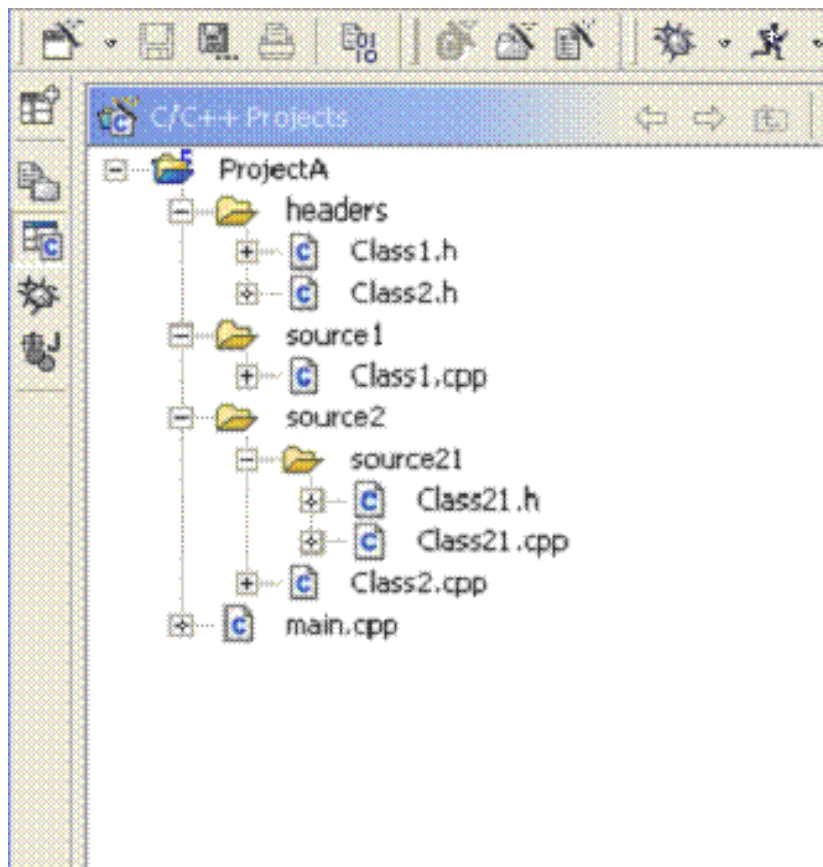 C/C++ Projects
ProjectA
headers
Class1.h
Class2.h
source1
Class1.cpp
source2
source21
Class21.h
Class21.cpp
Class2.cpp
main.cpp